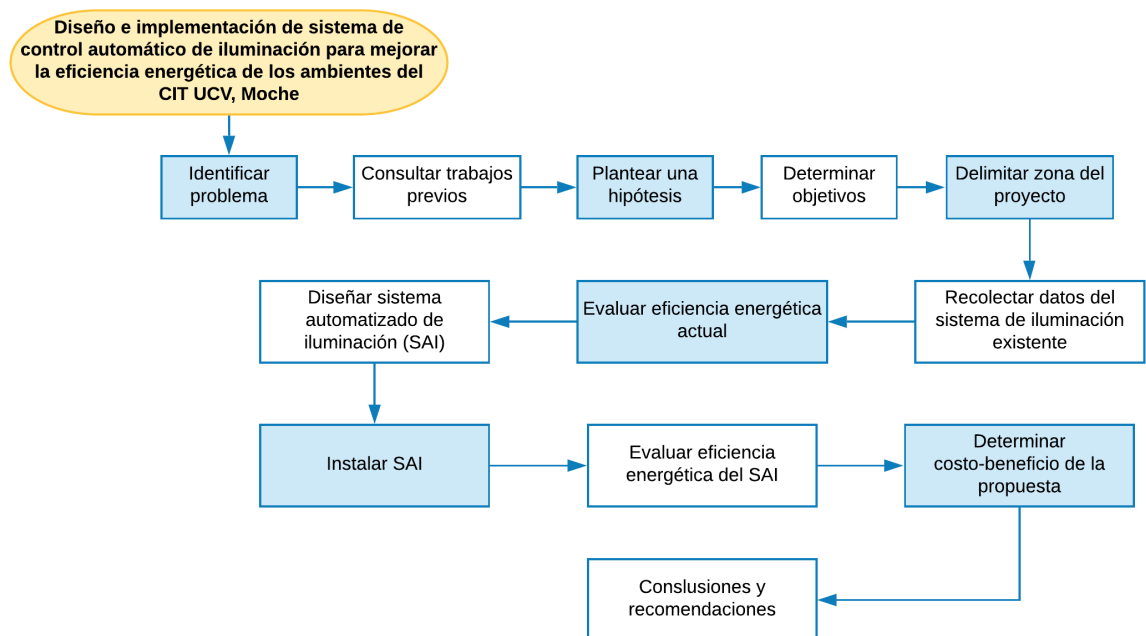 Diseño e implementación de sistema de
control automático de iluminación para mejorar
la eficiencia energética de los ambientes del
CIT UCV, Moche
Identificar
problema
Consultar trabajos
previos
Plantear una
hipótesis
Determinar
objetivos
Delimitar zona del
proyecto
Recolectar datos del
sistema de iluminación
existente
Evaluar eficiencia energética
actual
Diseñar sistema
automatizado de
iluminación (SAI)
Instalar SAI
Evaluar eficiencia
energética del SAI
Determinar
costo-beneficio de la
propuesta
Conslusiones y
recomendaciones